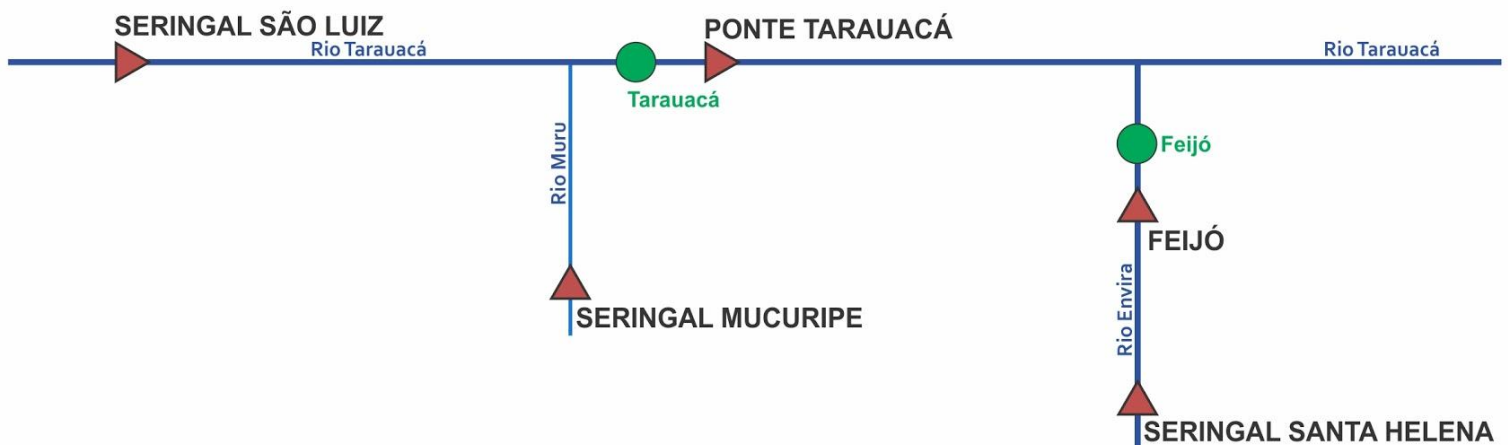 SERINGAL SÃO LUIZ
PONTE TARAUACÁ
Rio Tarauacá
Rio Tarauacá
Tarauacá
Rio Muru
Feijó
FEIJÓ
Rio Envira
SERINGAL MUCURIPE
SERINGAL SANTA HELENA